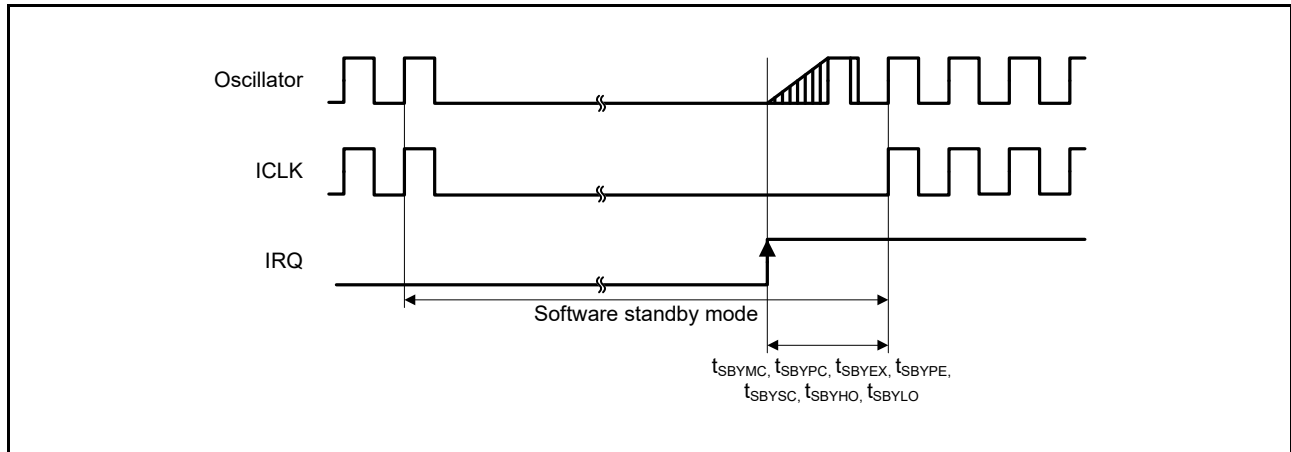 Oscillator
ICLK
IRQ
Software standby mode
tSBYMC, tSBYPC, tSBYEX, tSBYPE,
tSBYSC, tSBYHO, tSBYLO